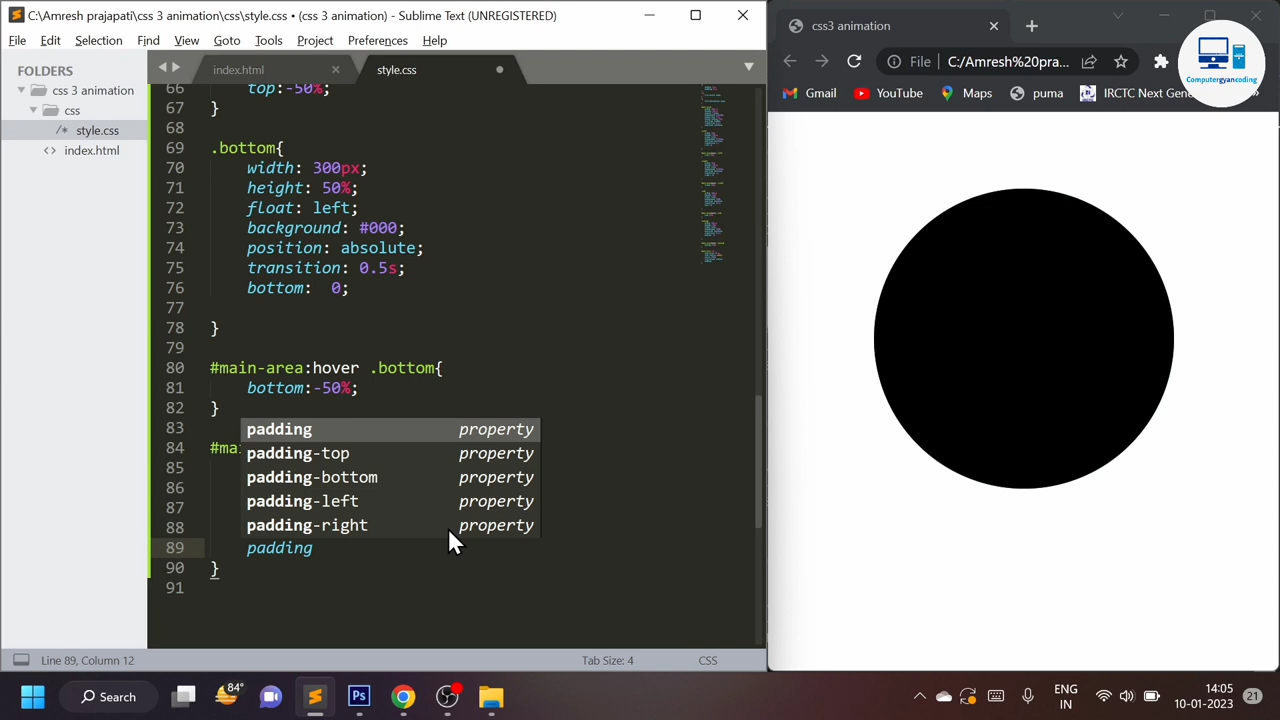 C:\Amresh prajapati\css 3 animation\css\style.css • (css 3 animation) - Sublime Text (UNREGISTERED)
File Edit Selection Find View Goto Tools Project Preferences Help
FOLDERS
css 3 animation
css
/* style.css
<> index.html
index.html
style.css
66 top:-50%;
67 }
68
69 .bottom{
70 width: 300px;
71 height: 50%;
72 float: left;
73 background: #000;
74 position: absolute;
75 transition: 0.5s;
76 bottom:  0;
77
78 }
79
80 #main-area:hover .bottom{
81 bottom:-50%;
82 }
83
84 #mai
85
86
87
88
89 padding
90 }
91
padding property
padding-top property
padding-bottom property
padding-left property
padding-right property
Line 89, Column 12
Tab Size: 4
CSS
css3 animation
File C:/Amresh%20pra...
Gmail YouTube Maps puma IRCTC Next Gene
Computergyancoding
84°
Search
Ps
ENG
IN
14:05
10-01-2023
21